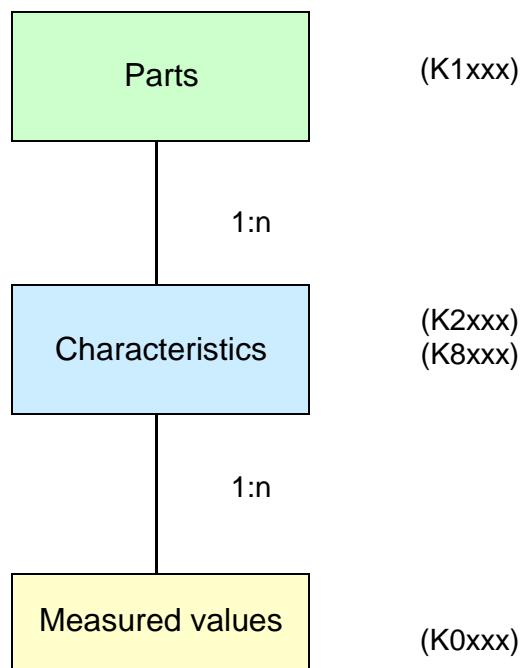 Parts
(K1xxx)
1:n
Characteristics
(K2xxx)
(K8xxx)
1:n
Measured values
(K0xxx)